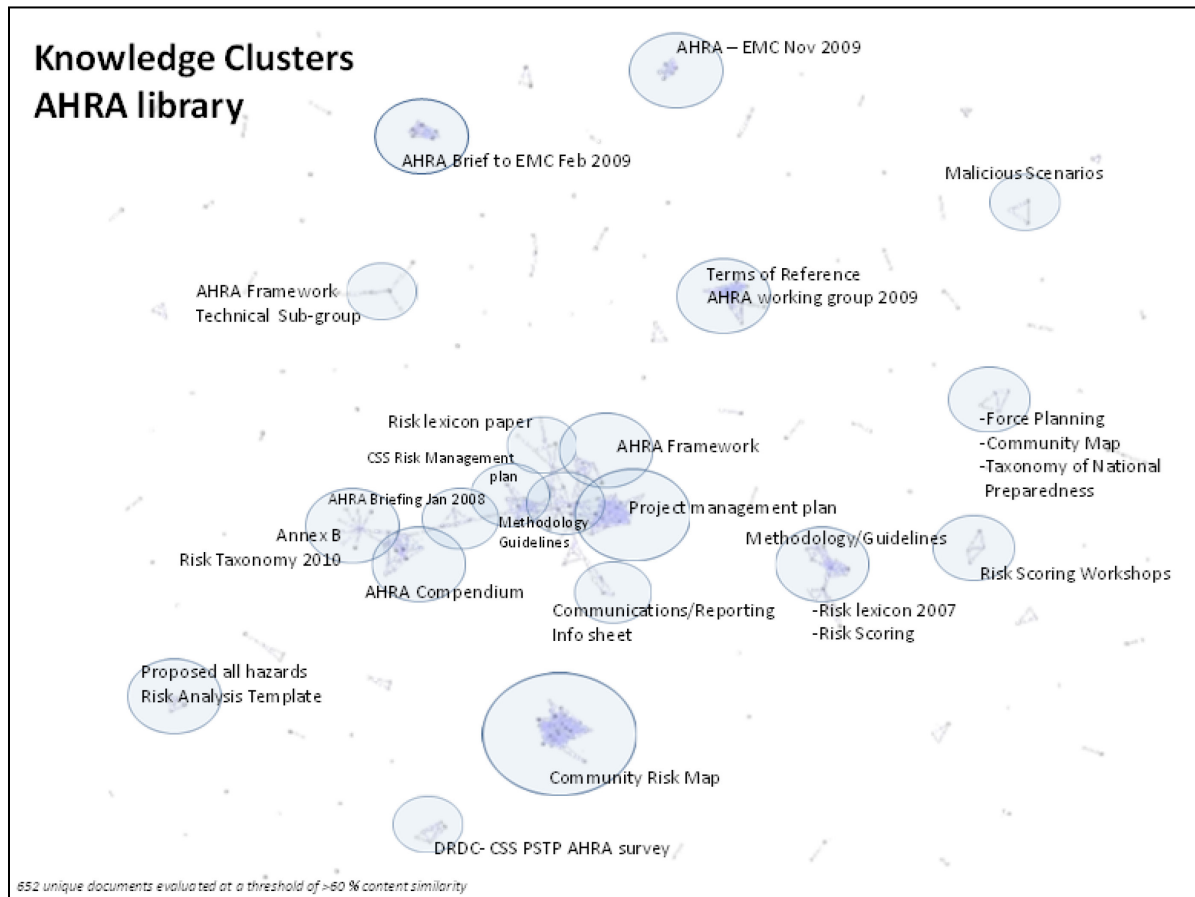 Knowledge Clusters
AHRA library
AHRA – EMC Nov 2009
AHRA Brief to EMC Feb 2009
Malicious Scenarios
AHRA Framework
Technical Sub-group
Terms of Reference
AHRA working group 2009
-Force Planning
-Community Map
-Taxonomy of National
Preparedness
Risk lexicon paper
AHRA Framework
CSS Risk Management
plan
AHRA Briefing Jan 2008
Methodology
Guidelines
Project management plan
Annex B
Risk Taxonomy 2010
AHRA Compendium
Methodology/Guidelines
-Risk lexicon 2007
-Risk Scoring
Risk Scoring Workshops
Communications/Reporting
Info sheet
Proposed all hazards
Risk Analysis Template
Community Risk Map
DRDC- CSS PSTP AHRA survey
652 unique documents evaluated at a threshold of >60 % content similarity